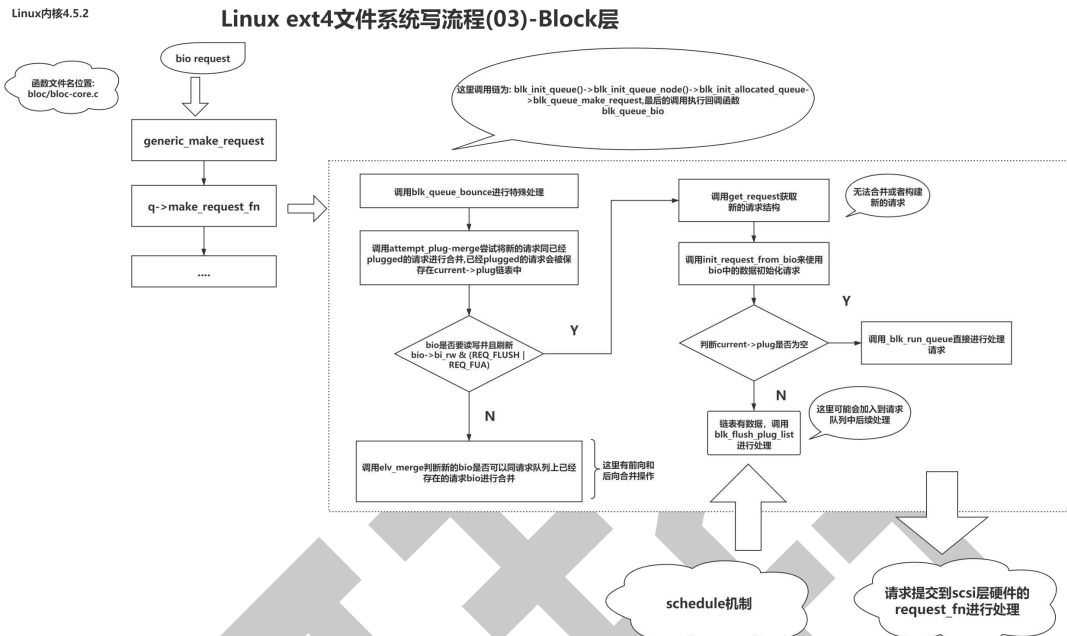 Linux内核4.5.2
Linux ext4文件系统写流程(03)-Block层
bio request
函数文件名位置:
bloc/bloc-core.c
这里调用链为: blk_init_queue()->blk_init_queue_node()->blk_init_allocated_queue-
>blk_queue_make_request,最后的调用执行回调函数
blk_queue_bio
generic_make_request
q->make_request_fn
....
调用blk_queue_bounce进行特殊处理
调用attempt_plug-merge尝试将新的请求同已经
plugged的请求进行合并,已经plugged的请求会被保
存在current->plug链表中
bio是否要读写并且刷新
bio->bi_rw & (REQ_FLUSH |
REQ_FUA)
Y
N
调用elv_merge判断新的bio是否可以同请求队列上已经
存在的请求bio进行合并
这里有前向和
后向合并操作
调用get_request获取
新的请求结构
无法合并或者构建
新的请求
调用init_request_from_bio来使用
bio中的数据初始化请求
判断current->plug是否为空
Y
调用_blk_run_queue直接进行处理
请求
N
链表有数据，调用
blk_flush_plug_list
进行处理
这里可能会加入到请求
队列中后续处理
schedule机制
请求提交到scsi层硬件的
request_fn进行处理